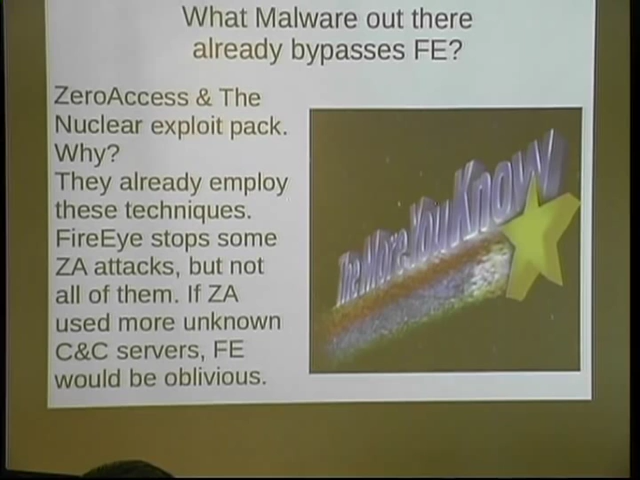 What Malware out there
already bypasses FE?
ZeroAccess & The
Nuclear exploit pack.
Why?
They already employ
these techniques.
FireEye stops some
ZA attacks, but not
all of them. If ZA
used more unknown
C&C servers, FE
would be oblivious.
The More You Know